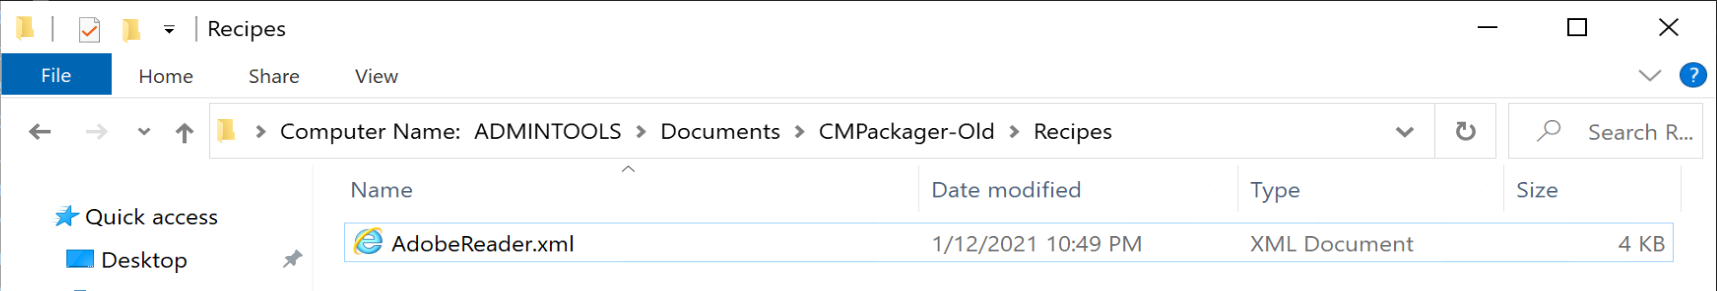 Recipes
File Home Share View
?
Computer Name: ADMINTOOLS Documents CMPackager-Old Recipes Search R...
Name Date modified Type Size
Quick access
AdobeReader.xml 1/12/2021 10:49 PM XML Document 4 KB
Desktop